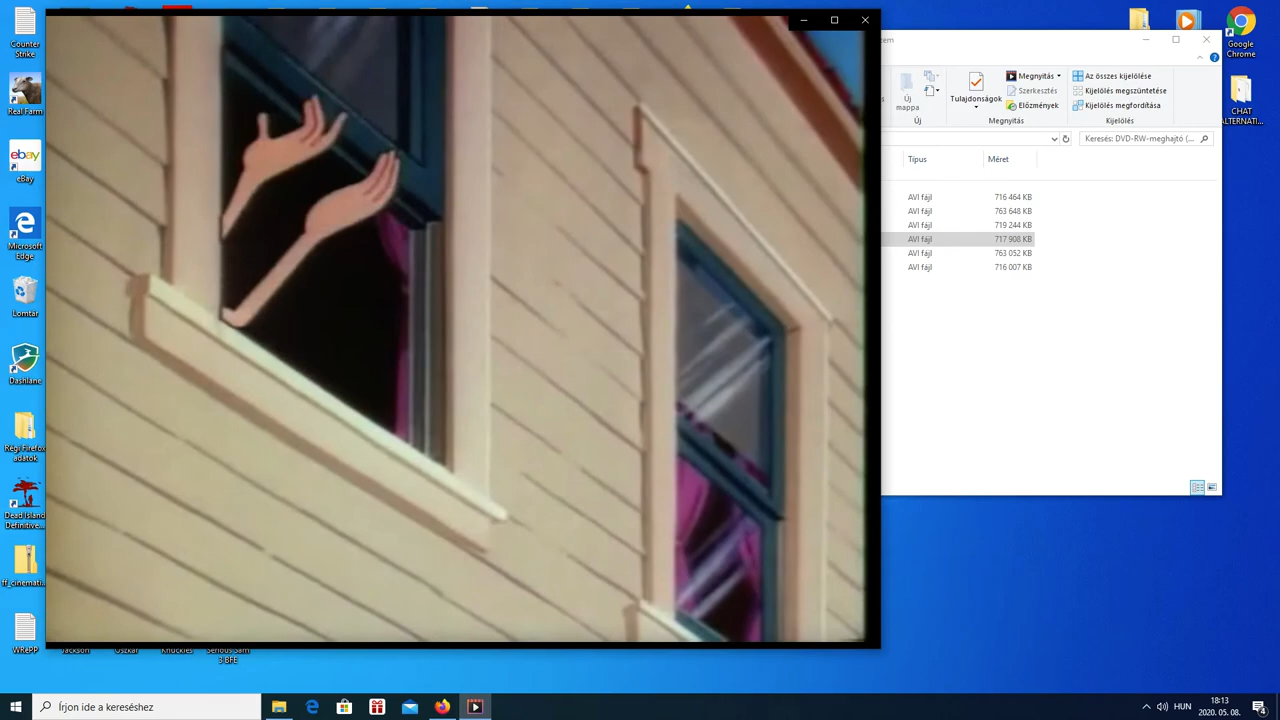 Counter
Strike
Real Farm
ebay
eBay
Microsoft
Edge
Lomtár
Dashlane
Régi Firefox
adatok
Dead Island
Definitive...
ff_cinemati...
WRePP
Jackson
Oszkár
Knuckles
Serious Sam
3 BFE
Google
Chrome
CHAT
ALTERNATI...
Új
mappa
Tulajdonságok
Megnyitás
Szerkesztés
Előzmények
Az összes kijelölése
Kijelölés megszüntetése
Kijelölés megfordítása
Új
Megnyitás
Kijelölés
Keresés: DVD-RW-meghajtó (...
Típus
Méret
AVI fájl 716 464 KB
AVI fájl 763 648 KB
AVI fájl 719 244 KB
AVI fájl 717 908 KB
AVI fájl 763 052 KB
AVI fájl 716 007 KB
Írjon ide a kereséshez
HUN
18:13
2020. 05. 08.
4